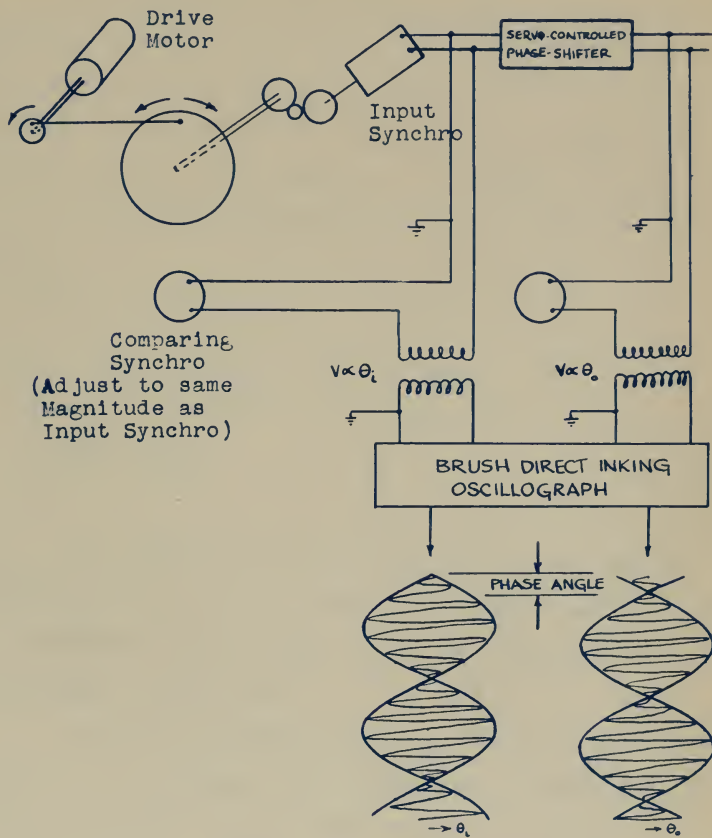 Drive
Motor
SERVO-CONTROLLED
PHASE-SHIFTER
Input
Synchro
Comparing
Synchro
(Adjust to same
Magnitude as
Input Synchro)
V∝θᵢ
V∝θₒ
BRUSH DIRECT INKING
OSCILLOGRAPH
PHASE ANGLE
→ θᵢ
→ θₒ